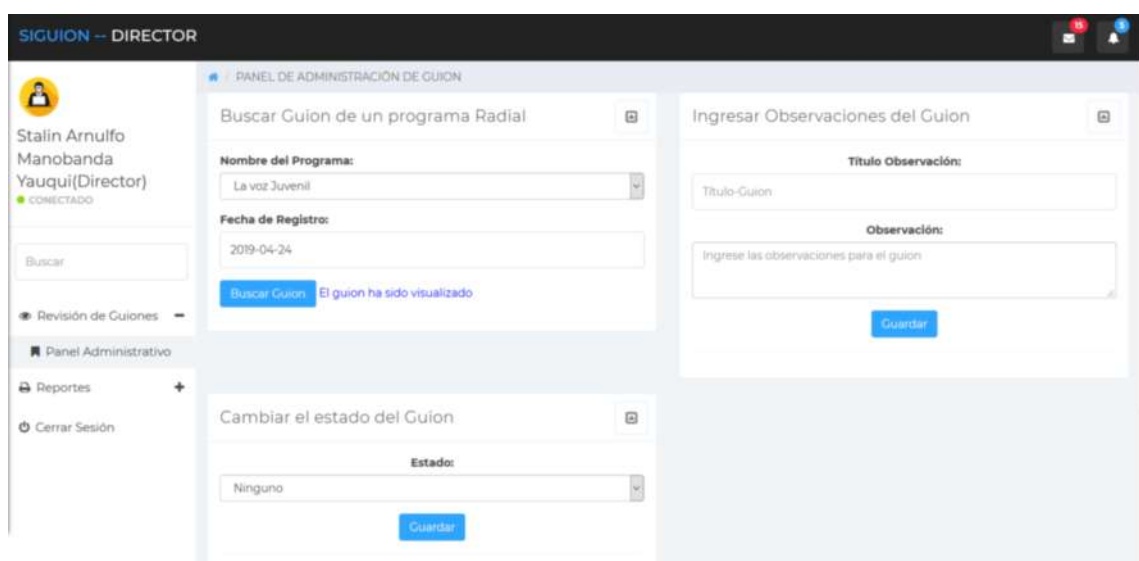 SIGUION -- DIRECTOR
15
3
Stalin Arnulfo
Manobanda
Yauqui(Director)
CONECTADO
Buscar
Revisión de Guiones
Panel Administrativo
Reportes
Cerrar Sesión
/ PANEL DE ADMINISTRACIÓN DE GUION
Buscar Guion de un programa Radial
Nombre del Programa:
La voz Juvenil
Fecha de Registro:
2019-04-24
Buscar Guion El guion ha sido visualizado
Ingresar Observaciones del Guion
Título Observación:
Título-Guion
Observación:
Ingrese las observaciones para el guion
Guardar
Cambiar el estado del Guion
Estado:
Ninguno
Guardar